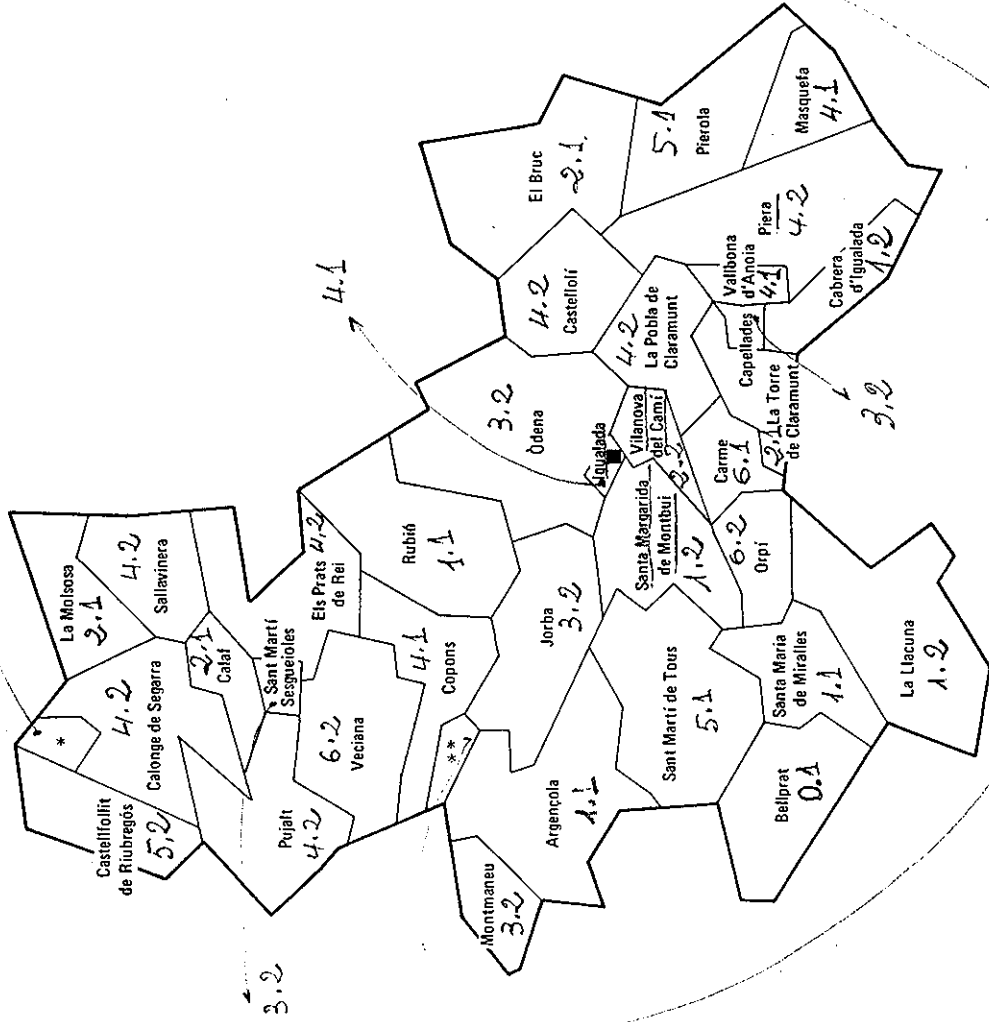 La Molsosa
2.1
4.2
Sallavinera
4.2
Calonge de Segarra
*
Castellfollit
de Riubregós
5,2
2.1
Calaf
Sant Martí
Sesgueioles
3.2
Els Prats 4.2
de Rei
Pujalt
4.2
6.2
Veciana
Rubió
1.1
4.1
Copons
**
4.1
3.2
Òdena
Igualada
Jorba
3.2
Montmaneu
3.2
Argençola
1.1
4.2
Castellolí
El Bruc
2.1
5.1
Pierola
Masquefa
4.1
Piera
4.2
Vallbona
d'Anoia
4.1
Cabrera
d'Igualada
1,2
4.2
La Pobla de
Claramunt
Capellades
3,2
2.1 La Torre
de Claramunt
Vilanova
del Camí
2.2
Carme
6.1
Santa Margarida
de Montbui
1.2
6.2
Orpí
Sant Martí de Tous
5.1
Santa Maria
de Miralles
1.1
Bellprat
0.1
La Llacuna
1.2